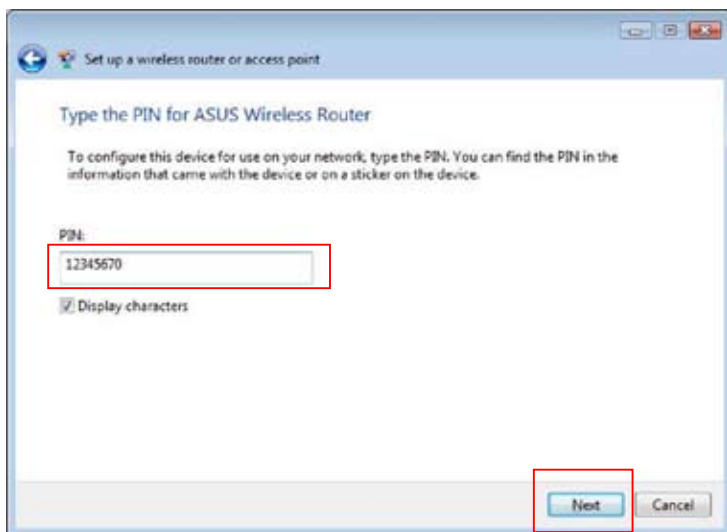 Set up a wireless router or access point
Type the PIN for ASUS Wireless Router
To configure this device for use on your network, type the PIN. You can find the PIN in the
information that came with the device or on a sticker on the device.
PIN:
12345670
Display characters
Next Cancel